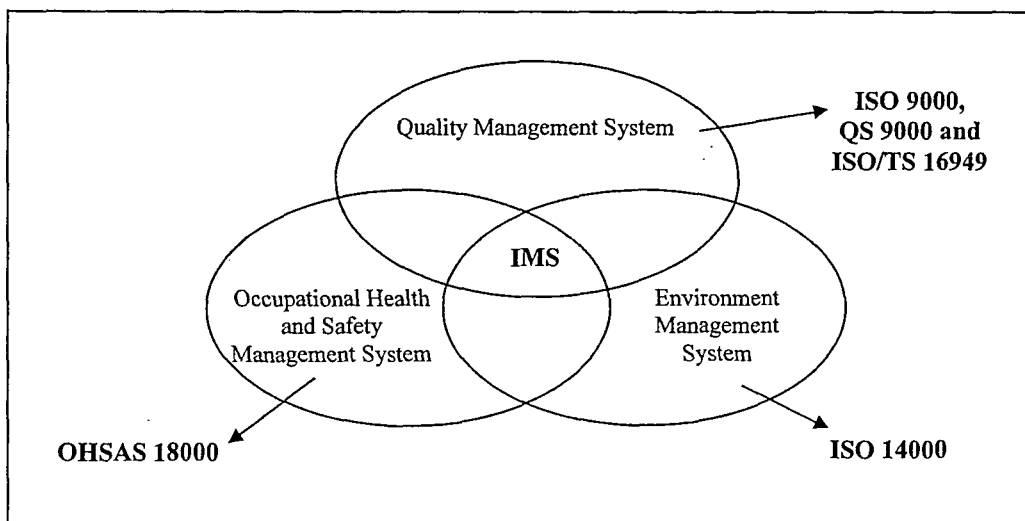 Quality Management System
ISO 9000,
QS 9000 and
ISO/TS 16949
IMS
Occupational Health
and Safety
Management System
Environment
Management
System
OHSAS 18000
ISO 14000